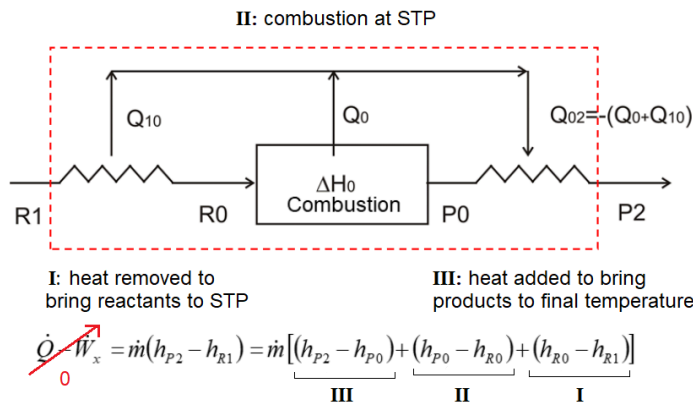 II: combustion at STP
Q10
Q0
Q02=-(Q0+Q10)
ΔH0
Combustion
R1
R0
P0
P2
I: heat removed to
bring reactants to STP
III: heat added to bring
products to final temperature
Q̇ - Ẇx = ṁ(hP2 - hR1) = ṁ[(hP2 - hP0) + (hP0 - hR0) + (hR0 - hR1)]
0
III
II
I